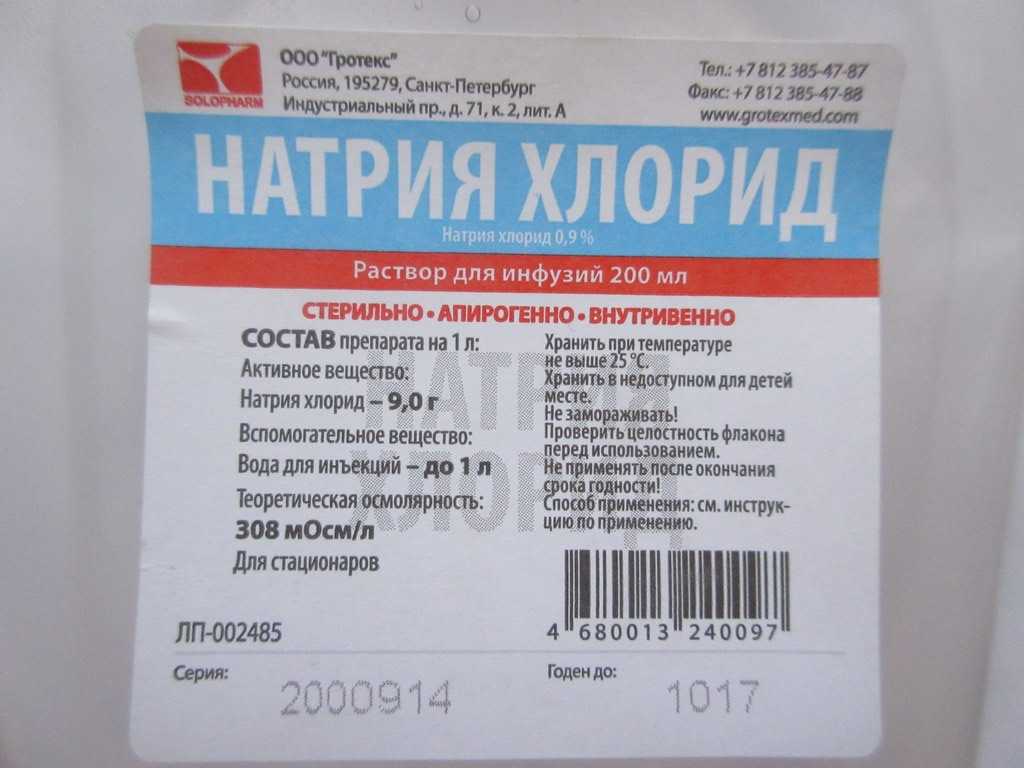 SOLOPHARM
ООО "Гротекс"
Россия, 195279, Санкт-Петербург
Индустриальный пр., д. 71, к. 2, лит. А
Тел.: +7 812 385-47-87
Факс: +7 812 385-47-88
www.grotexmed.com
НАТРИЯ ХЛОРИД
Натрия хлорид 0,9 %
Раствор для инфузий 200 мл
СТЕРИЛЬНО • АПИРОГЕННО • ВНУТРИВЕННО
СОСТАВ препарата на 1 л:
Активное вещество:
Натрия хлорид – 9,0 г
Вспомогательное вещество:
Вода для инъекций – до 1 л
Теоретическая осмолярность:
308 мОсм/л
Для стационаров
Хранить при температуре
не выше 25 °С.
Хранить в недоступном для детей
месте.
Не замораживать!
Проверить целостность флакона
перед использованием.
Не применять после окончания
срока годности!
Способ применения: см. инструк-
цию по применению.
НАТРИЯ
ХЛОРИД
4 680013 240097
ЛП-002485
Серия:
2000914
Годен до:
1017